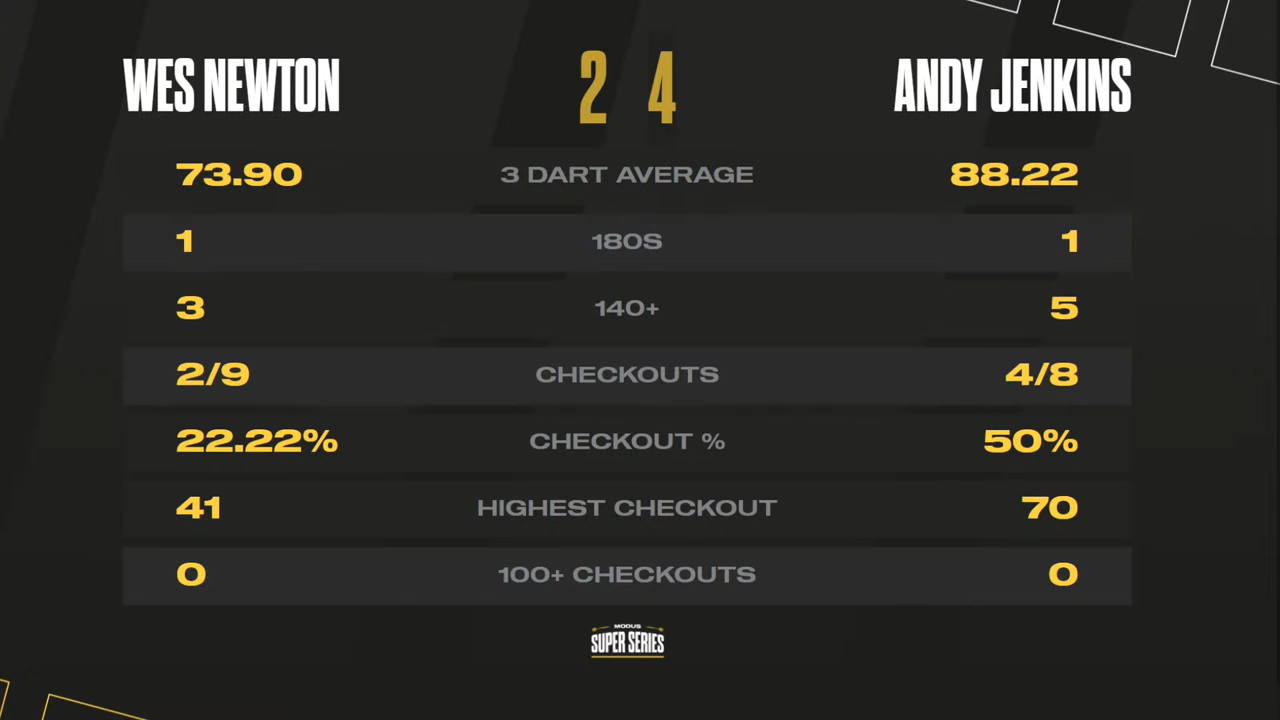 WES NEWTON 2 4 ANDY JENKINS
73.90 3 DART AVERAGE 88.22
1 180S 1
3 140+ 5
2/9 CHECKOUTS 4/8
22.22% CHECKOUT % 50%
41 HIGHEST CHECKOUT 70
0 100+ CHECKOUTS 0
MODUS
SUPER SERIES